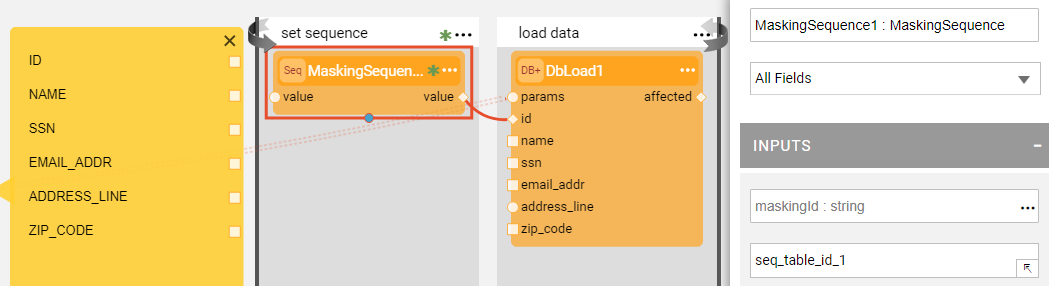 ID
NAME
SSN
EMAIL_ADDR
ADDRESS_LINE
ZIP_CODE
set sequence
Seq MaskingSequen...
value value
load data
DB+ DbLoad1
params affected
id
name
ssn
email_addr
address_line
zip_code
MaskingSequence1 : MaskingSequence
All Fields
INPUTS
maskingId : string
seq_table_id_1